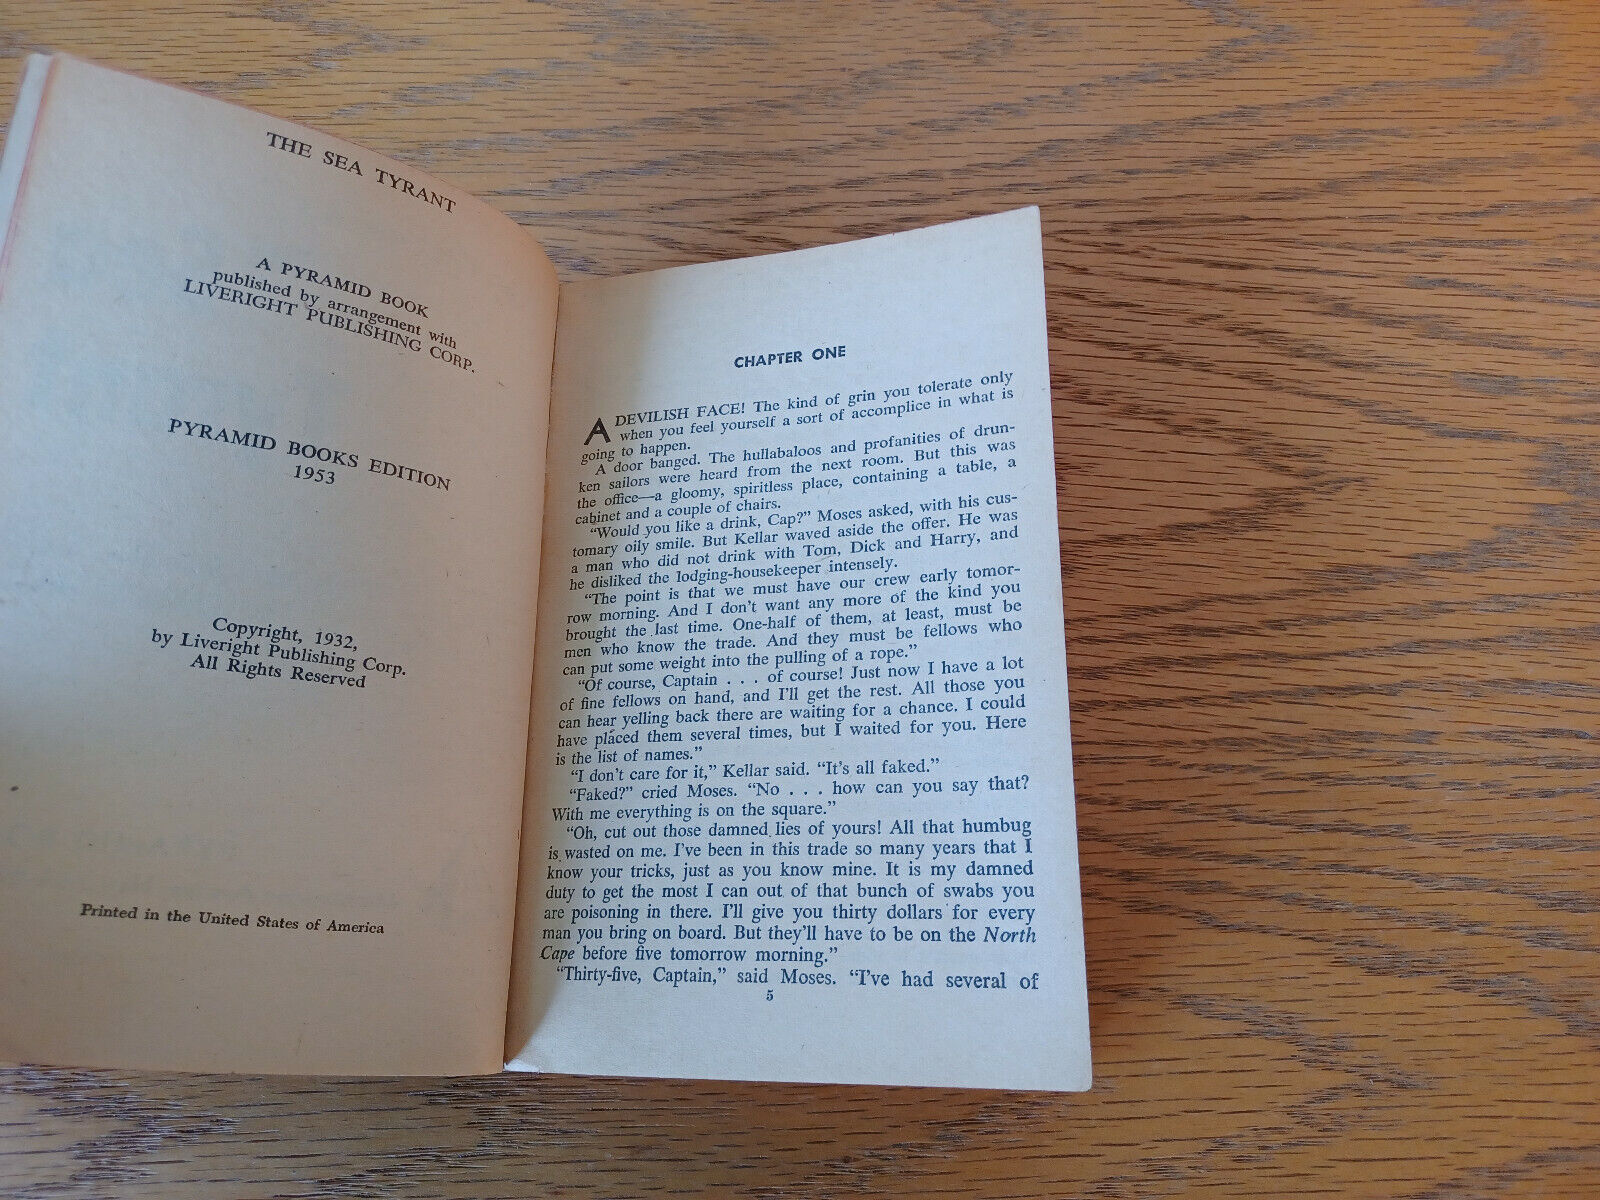 THE SEA TYRANT
A PYRAMID BOOK
published by arrangement with
LIVERIGHT PUBLISHING CORP.
PYRAMID BOOKS EDITION
1953
Copyright, 1932,
by Liveright Publishing Corp.
All Rights Reserved
Printed in the United States of America
CHAPTER ONE
A DEVILISH FACE! The kind of grin you tolerate only
when you feel yourself a sort of accomplice in what is
going to happen.
A door banged. The hullabaloos and profanities of drun-
ken sailors were heard from the next room. But this was
the office—a gloomy, spiritless place, containing a table, a
cabinet and a couple of chairs.
"Would you like a drink, Cap?" Moses asked, with his cus-
tomary oily smile. But Kellar waved aside the offer. He was
a man who did not drink with Tom, Dick and Harry, and
he disliked the lodging-housekeeper intensely.
"The point is that we must have our crew early tomor-
row morning. And I don't want any more of the kind you
brought the last time. One-half of them, at least, must be
men who know the trade. And they must be fellows who
can put some weight into the pulling of a rope."
"Of course, Captain . . . of course! Just now I have a lot
of fine fellows on hand, and I'll get the rest. All those you
can hear yelling back there are waiting for a chance. I could
have placed them several times, but I waited for you. Here
is the list of names."
"I don't care for it," Kellar said. "It's all faked."
"Faked?" cried Moses. "No . . . how can you say that?
With me everything is on the square."
"Oh, cut out those damned lies of yours! All that humbug
is wasted on me. I've been in this trade so many years that I
know your tricks, just as you know mine. It is my damned
duty to get the most I can out of that bunch of swabs you
are poisoning in there. I'll give you thirty dollars for every
man you bring on board. But they'll have to be on the North
Cape before five tomorrow morning."
"Thirty-five, Captain," said Moses. "I've had several of
5